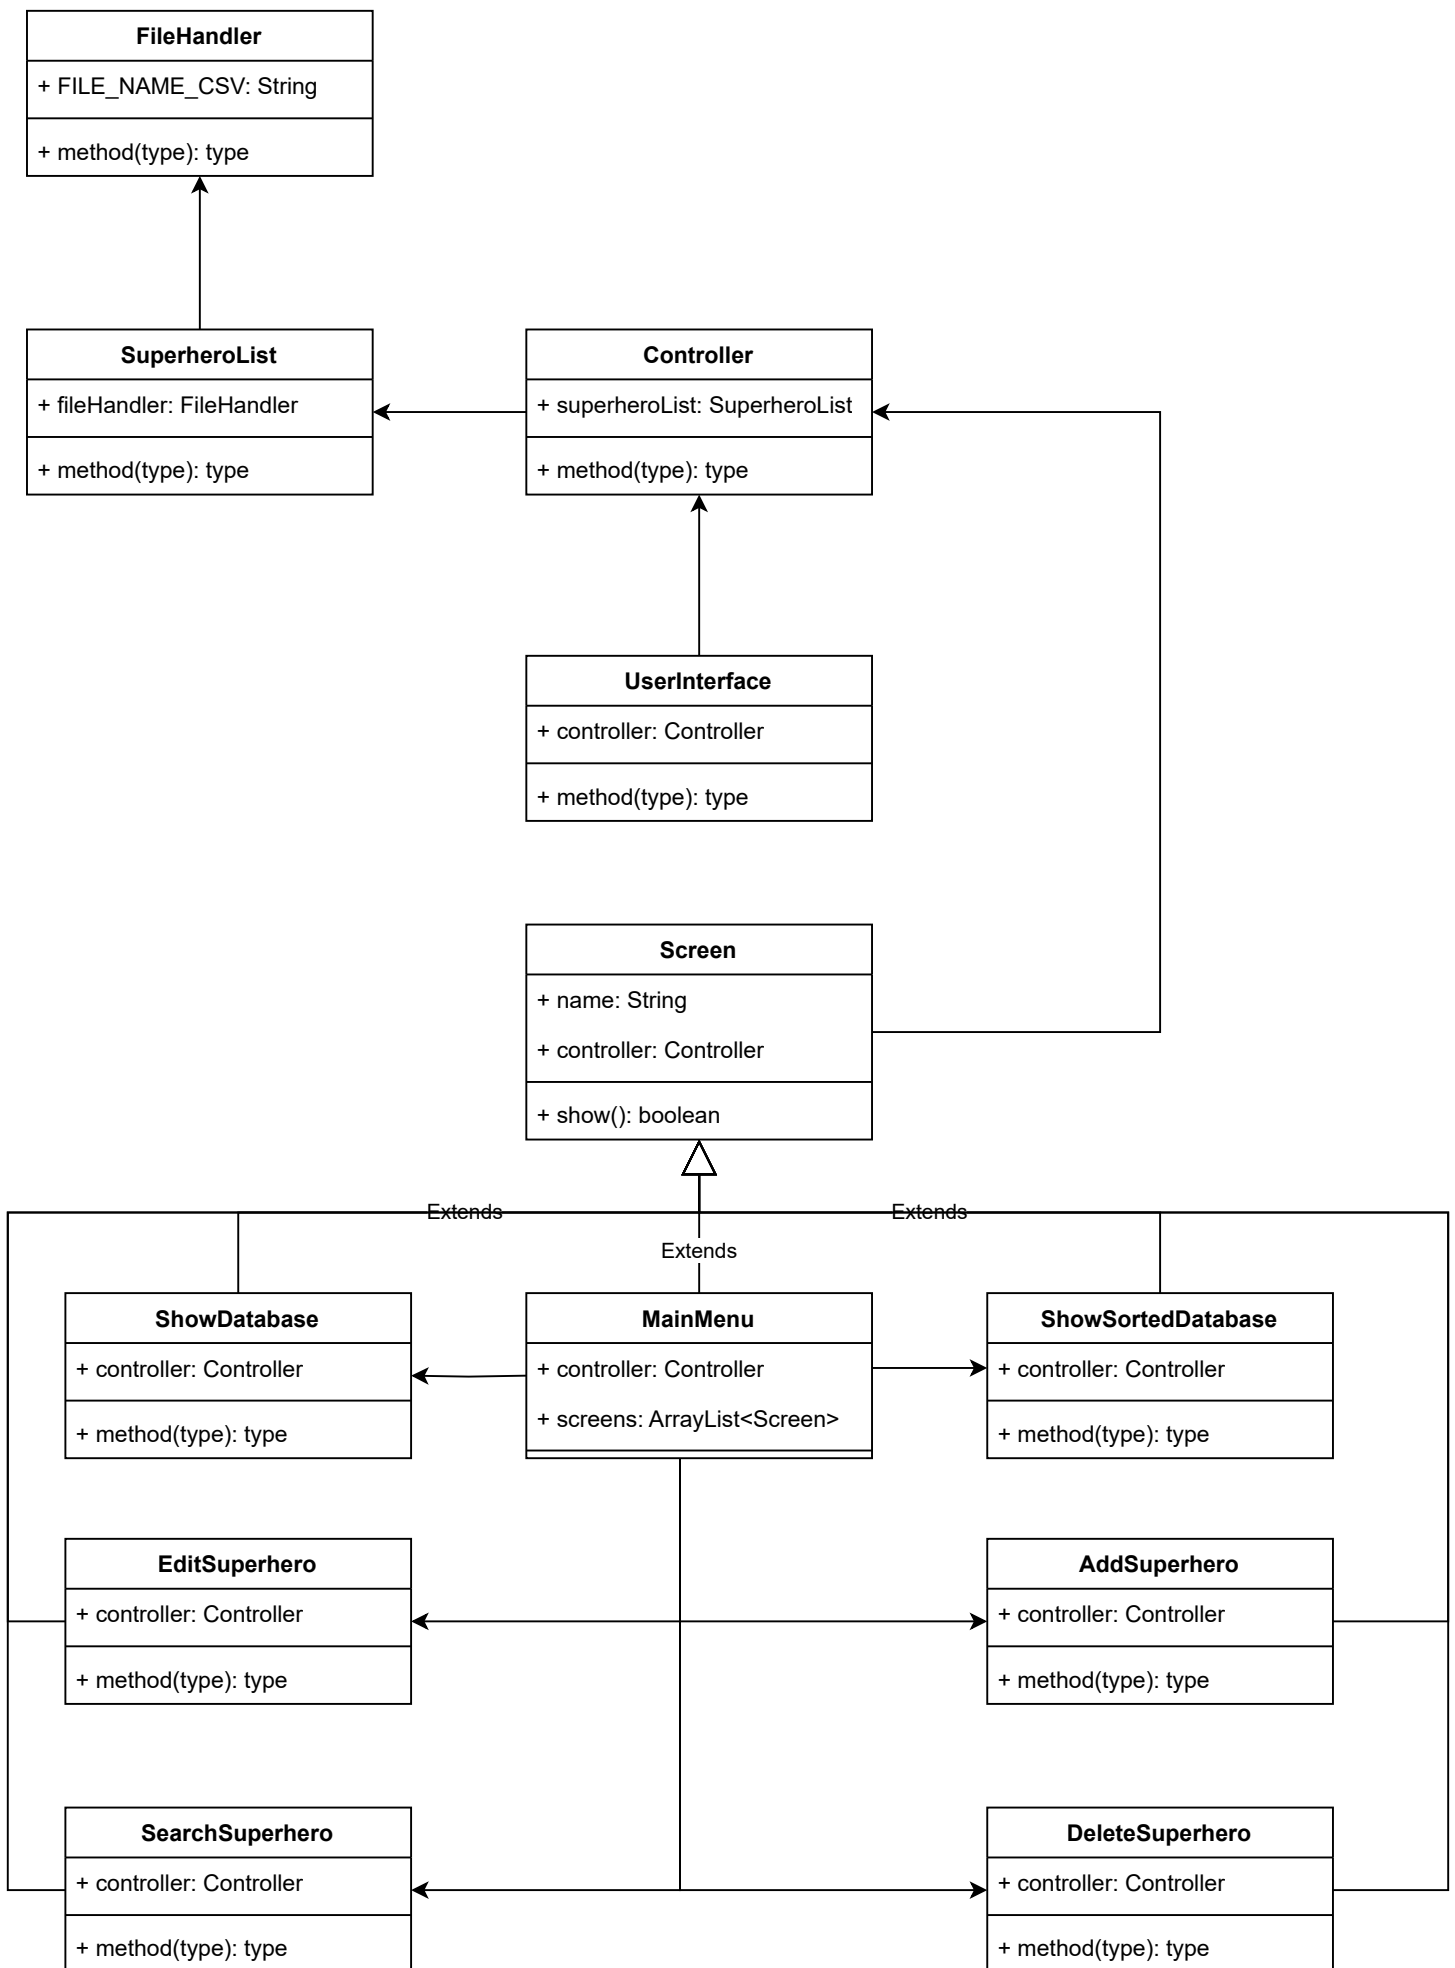 FileHandler
+ FILE_NAME_CSV: String
+ method(type): type
SuperheroList
+ fileHandler: FileHandler
+ method(type): type
Controller
+ superheroList: SuperheroList
+ method(type): type
UserInterface
+ controller: Controller
+ method(type): type
Screen
+ name: String
+ controller: Controller
+ show(): boolean
Extends
Extends
Extends
ShowDatabase
+ controller: Controller
+ method(type): type
MainMenu
+ controller: Controller
+ screens: ArrayList<Screen>
ShowSortedDatabase
+ controller: Controller
+ method(type): type
EditSuperhero
+ controller: Controller
+ method(type): type
AddSuperhero
+ controller: Controller
+ method(type): type
SearchSuperhero
+ controller: Controller
+ method(type): type
DeleteSuperhero
+ controller: Controller
+ method(type): type